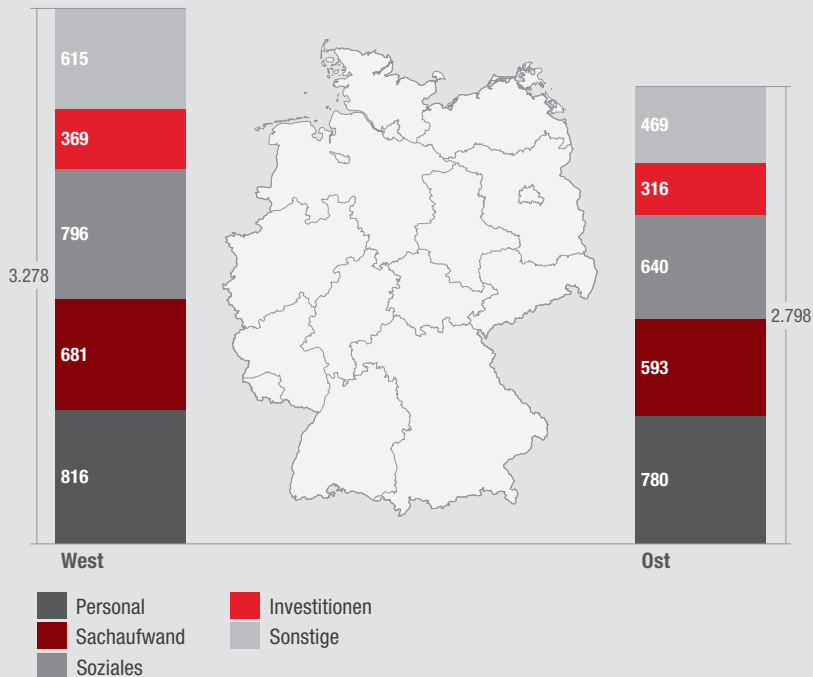 615
369
796
3.278
681
816
West
469
316
640
2.798
593
780
Ost
Personal
Sachaufwand
Soziales
Investitionen
Sonstige